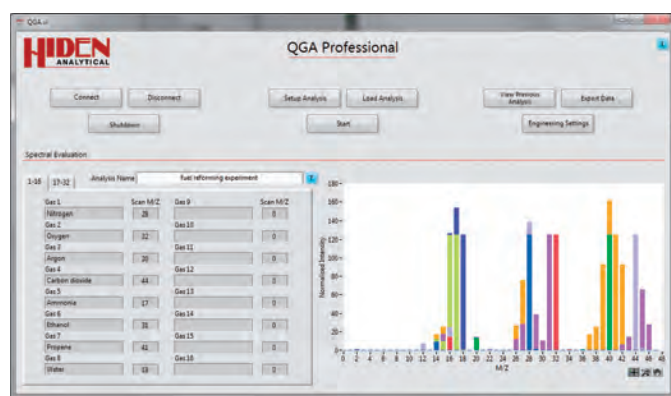 QGA.vi
HIDEN
ANALYTICAL
QGA Professional
Connect
Disconnect
Shutdown
Setup Analysis
Load Analysis
Start
View Previous Analysis
Export Data
Engineering Settings
Spectral Evaluation
1-16
17-32
Analysis Name
fuel reforming experiment
Gas 1 Scan M/Z Gas 9 Scan M/Z
Nitrogen 28 0
Gas 2 Gas 10
Oxygen 32 0
Gas 3 Gas 11
Argon 20 0
Gas 4 Gas 12
Carbon dioxide 44 0
Gas 5 Gas 13
Ammonia 17 0
Gas 6 Gas 14
Ethanol 31 0
Gas 7 Gas 15
Propane 41 0
Gas 8 Gas 16
Water 18 0
Normalised Intensity
180
160
140
120
100
80
60
40
20
0
0 2 4 6 8 10 12 14 16 18 20 22 24 26 28 30 32 34 36 38 40 42 44 46 48
M/Z